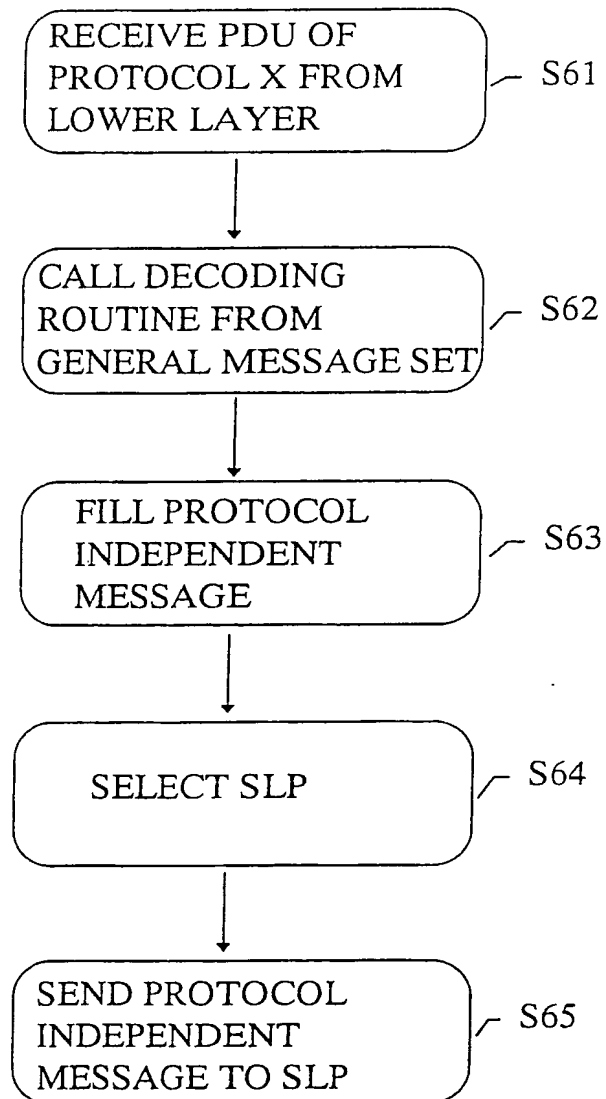 RECEIVE PDU OF
PROTOCOL X FROM
LOWER LAYER
S61
CALL DECODING
ROUTINE FROM
GENERAL MESSAGE SET
S62
FILL PROTOCOL
INDEPENDENT
MESSAGE
S63
SELECT SLP
S64
SEND PROTOCOL
INDEPENDENT
MESSAGE TO SLP
S65